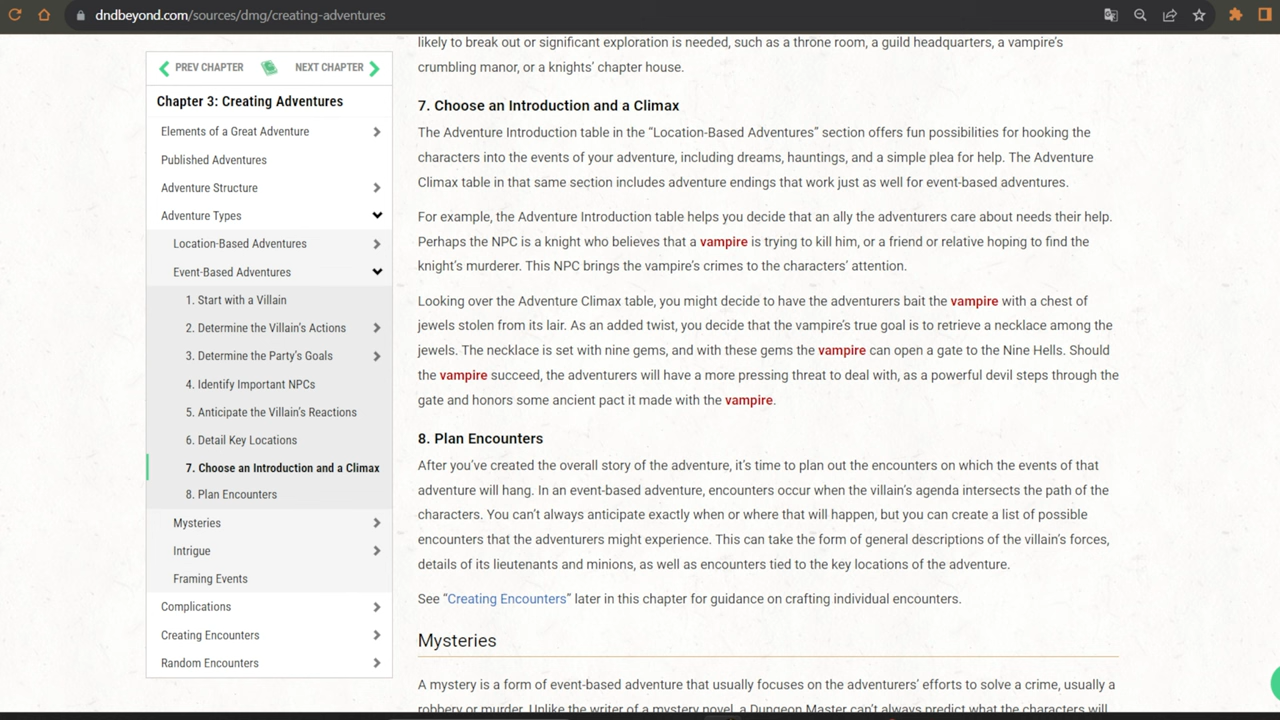 dndbeyond.com/sources/dmg/creating-adventures
PREV CHAPTER
NEXT CHAPTER
Chapter 3: Creating Adventures
Elements of a Great Adventure
Published Adventures
Adventure Structure
Adventure Types
Location-Based Adventures
Event-Based Adventures
1. Start with a Villain
2. Determine the Villain's Actions
3. Determine the Party's Goals
4. Identify Important NPCs
5. Anticipate the Villain's Reactions
6. Detail Key Locations
7. Choose an Introduction and a Climax
8. Plan Encounters
Mysteries
Intrigue
Framing Events
Complications
Creating Encounters
Random Encounters
likely to break out or significant exploration is needed, such as a throne room, a guild headquarters, a vampire's
crumbling manor, or a knights' chapter house.
7. Choose an Introduction and a Climax
The Adventure Introduction table in the “Location-Based Adventures” section offers fun possibilities for hooking the
characters into the events of your adventure, including dreams, hauntings, and a simple plea for help. The Adventure
Climax table in that same section includes adventure endings that work just as well for event-based adventures.
For example, the Adventure Introduction table helps you decide that an ally the adventurers care about needs their help.
Perhaps the NPC is a knight who believes that a vampire is trying to kill him, or a friend or relative hoping to find the
knight's murderer. This NPC brings the vampire's crimes to the characters' attention.
Looking over the Adventure Climax table, you might decide to have the adventurers bait the vampire with a chest of
jewels stolen from its lair. As an added twist, you decide that the vampire's true goal is to retrieve a necklace among the
jewels. The necklace is set with nine gems, and with these gems the vampire can open a gate to the Nine Hells. Should
the vampire succeed, the adventurers will have a more pressing threat to deal with, as a powerful devil steps through the
gate and honors some ancient pact it made with the vampire.
8. Plan Encounters
After you've created the overall story of the adventure, it's time to plan out the encounters on which the events of that
adventure will hang. In an event-based adventure, encounters occur when the villain's agenda intersects the path of the
characters. You can't always anticipate exactly when or where that will happen, but you can create a list of possible
encounters that the adventurers might experience. This can take the form of general descriptions of the villain's forces,
details of its lieutenants and minions, as well as encounters tied to the key locations of the adventure.
See “Creating Encounters” later in this chapter for guidance on crafting individual encounters.
Mysteries
A mystery is a form of event-based adventure that usually focuses on the adventurers' efforts to solve a crime, usually a
robbery or murder. Unlike the writer of a mystery novel, a Dungeon Master can't always predict what the characters will